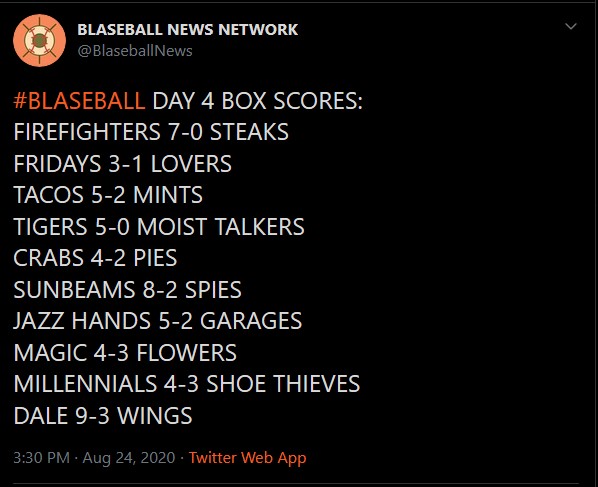 BLASEBALL NEWS NETWORK
@BlaseballNews
#BLASEBALL DAY 4 BOX SCORES:
FIREFIGHTERS 7-0 STEAKS
FRIDAYS 3-1 LOVERS
TACOS 5-2 MINTS
TIGERS 5-0 MOIST TALKERS
CRABS 4-2 PIES
SUNBEAMS 8-2 SPIES
JAZZ HANDS 5-2 GARAGES
MAGIC 4-3 FLOWERS
MILLENNIALS 4-3 SHOE THIEVES
DALE 9-3 WINGS
3:30 PM · Aug 24, 2020 · Twitter Web App